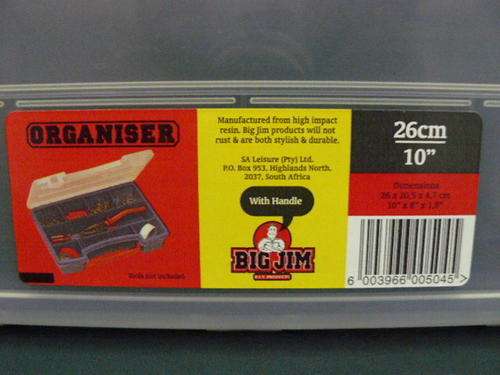 ORGANISER
Tools not included
Manufactured from high impact
resin. Big Jim products will not
rust & are both stylish & durable.
SA Leisure (Pty) Ltd.
P.O. Box 953, Highlands North,
2037, South Africa
With Handle
BIG JIM
D.I.Y. PRODUCTS
26cm
10”
Dimensions
26 x 20,5 x 4,7 cm
10" x 8" x 1,8"
6 003966 005045 >